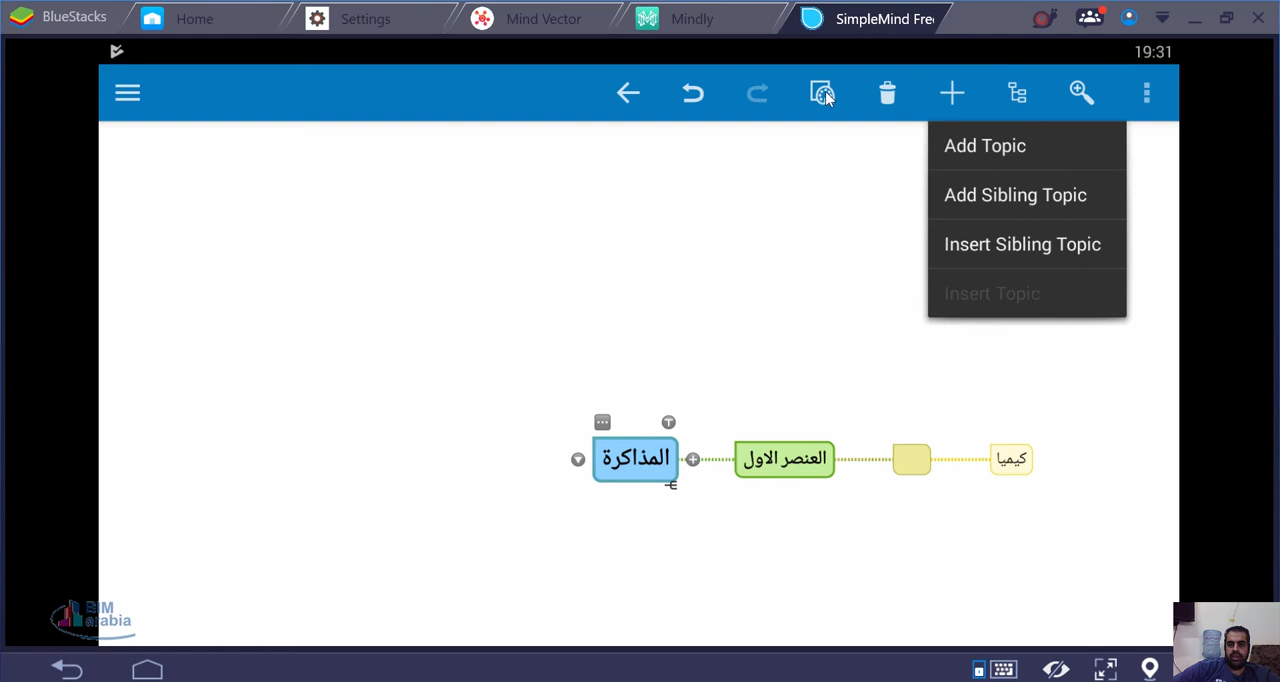 BlueStacks
Home
Settings
Mind Vector
Mindly
SimpleMind Fre
19:31
Add Topic
Add Sibling Topic
Insert Sibling Topic
Insert Topic
المذاكرة
العنصر الاول
كيميا
BIM
arabia